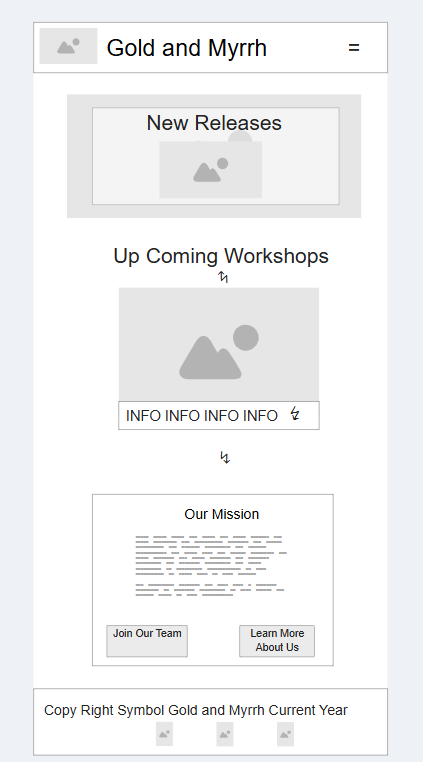 Gold and Myrrh
=
New Releases
Up Coming Workshops
INFO INFO INFO INFO
Our Mission
Join Our Team
Learn More
About Us
Copy Right Symbol Gold and Myrrh Current Year